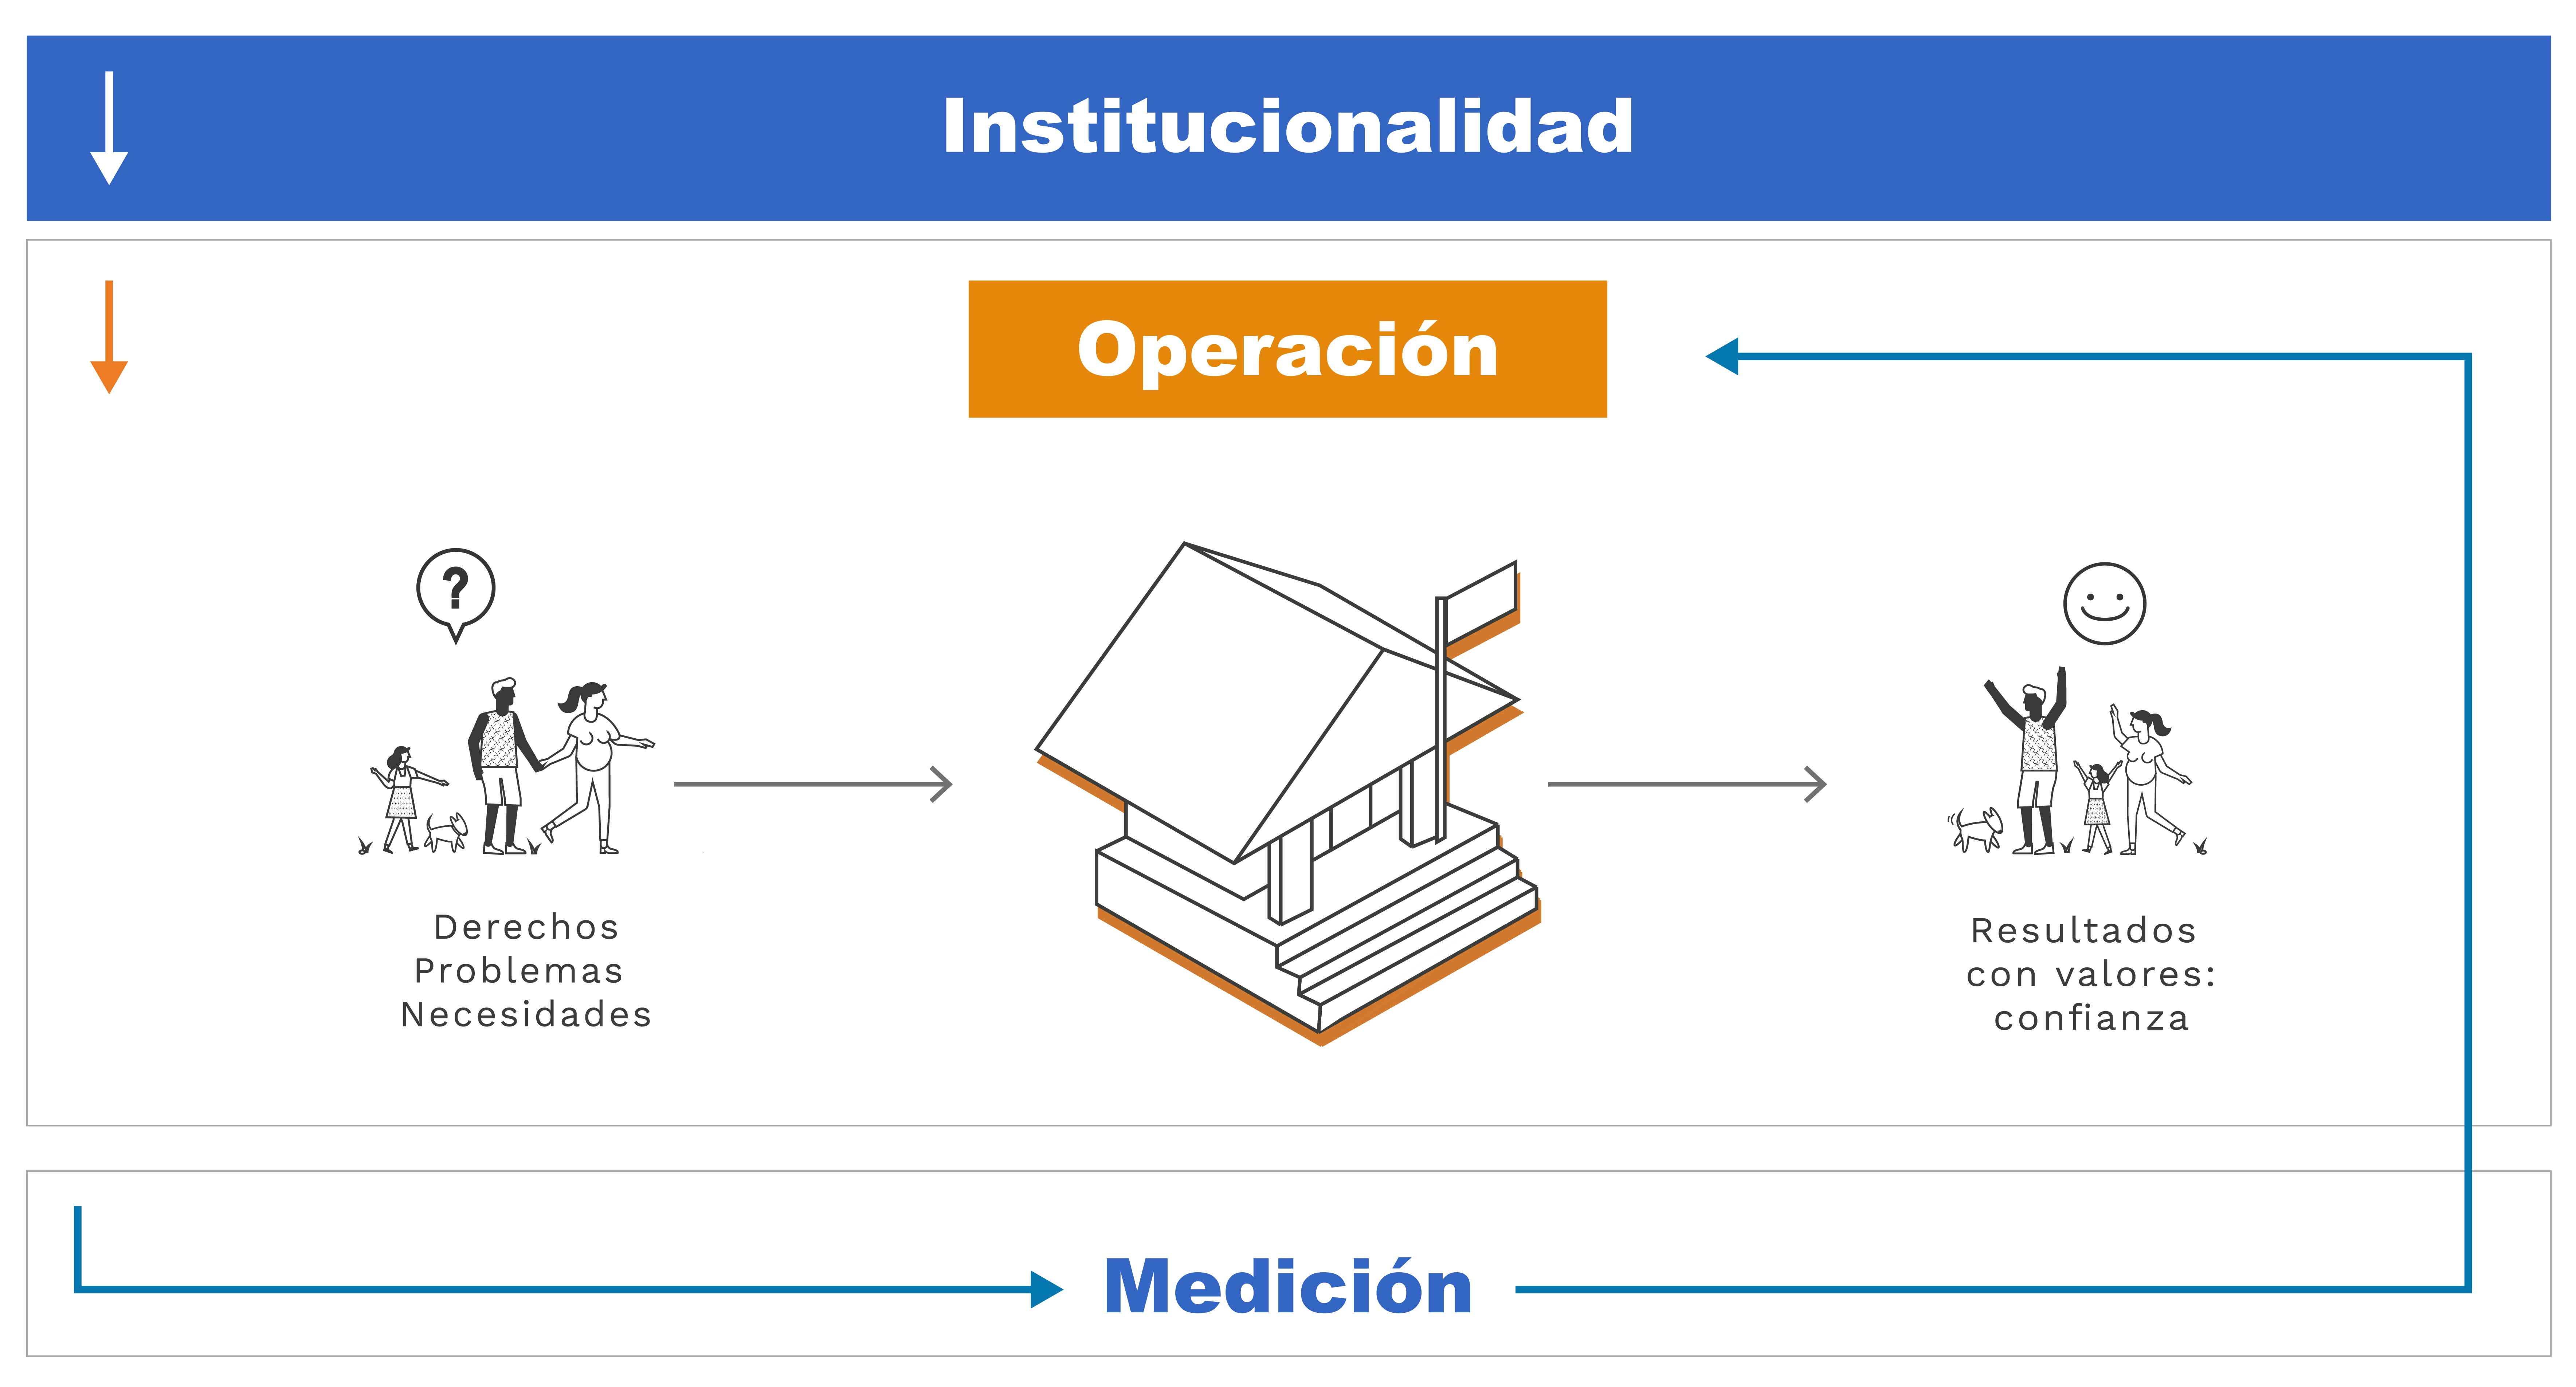 Institucionalidad
Operación
?
Derechos
Problemas
Necesidades
Resultados
con valores:
confianza
Medición